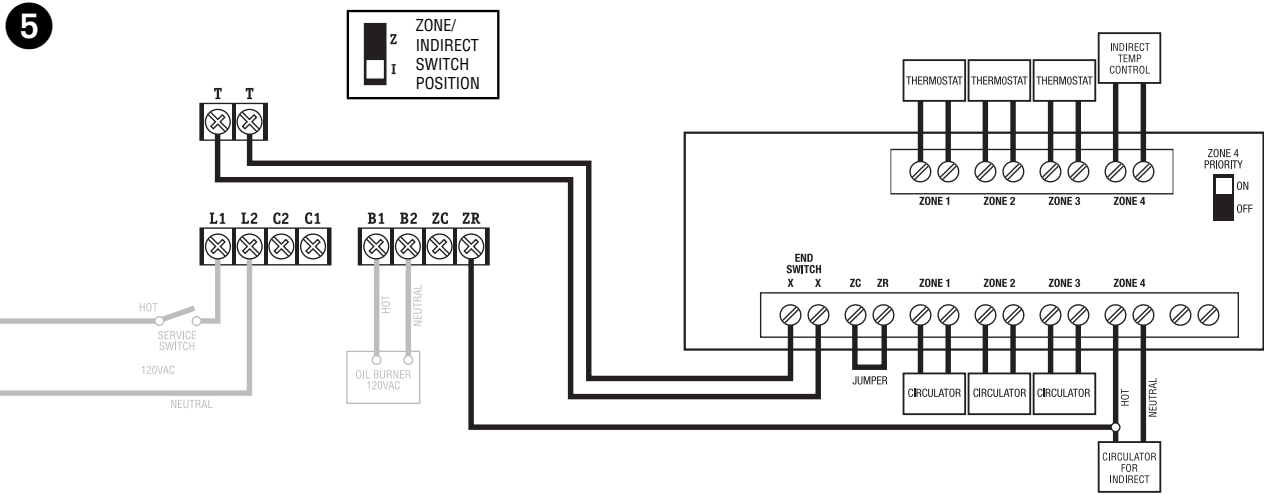 5
Z
I
ZONE/
INDIRECT
SWITCH
POSITION
T T
L1 L2 C2 C1
B1 B2 ZC ZR
HOT
SERVICE
SWITCH
120VAC
NEUTRAL
HOT
NEUTRAL
OIL BURNER
120VAC
THERMOSTAT THERMOSTAT THERMOSTAT
INDIRECT
TEMP
CONTROL
ZONE 1 ZONE 2 ZONE 3 ZONE 4
ZONE 4
PRIORITY
ON
OFF
END
SWITCH
X X ZC ZR ZONE 1 ZONE 2 ZONE 3 ZONE 4
JUMPER
CIRCULATOR CIRCULATOR CIRCULATOR
HOT
NEUTRAL
CIRCULATOR
FOR
INDIRECT